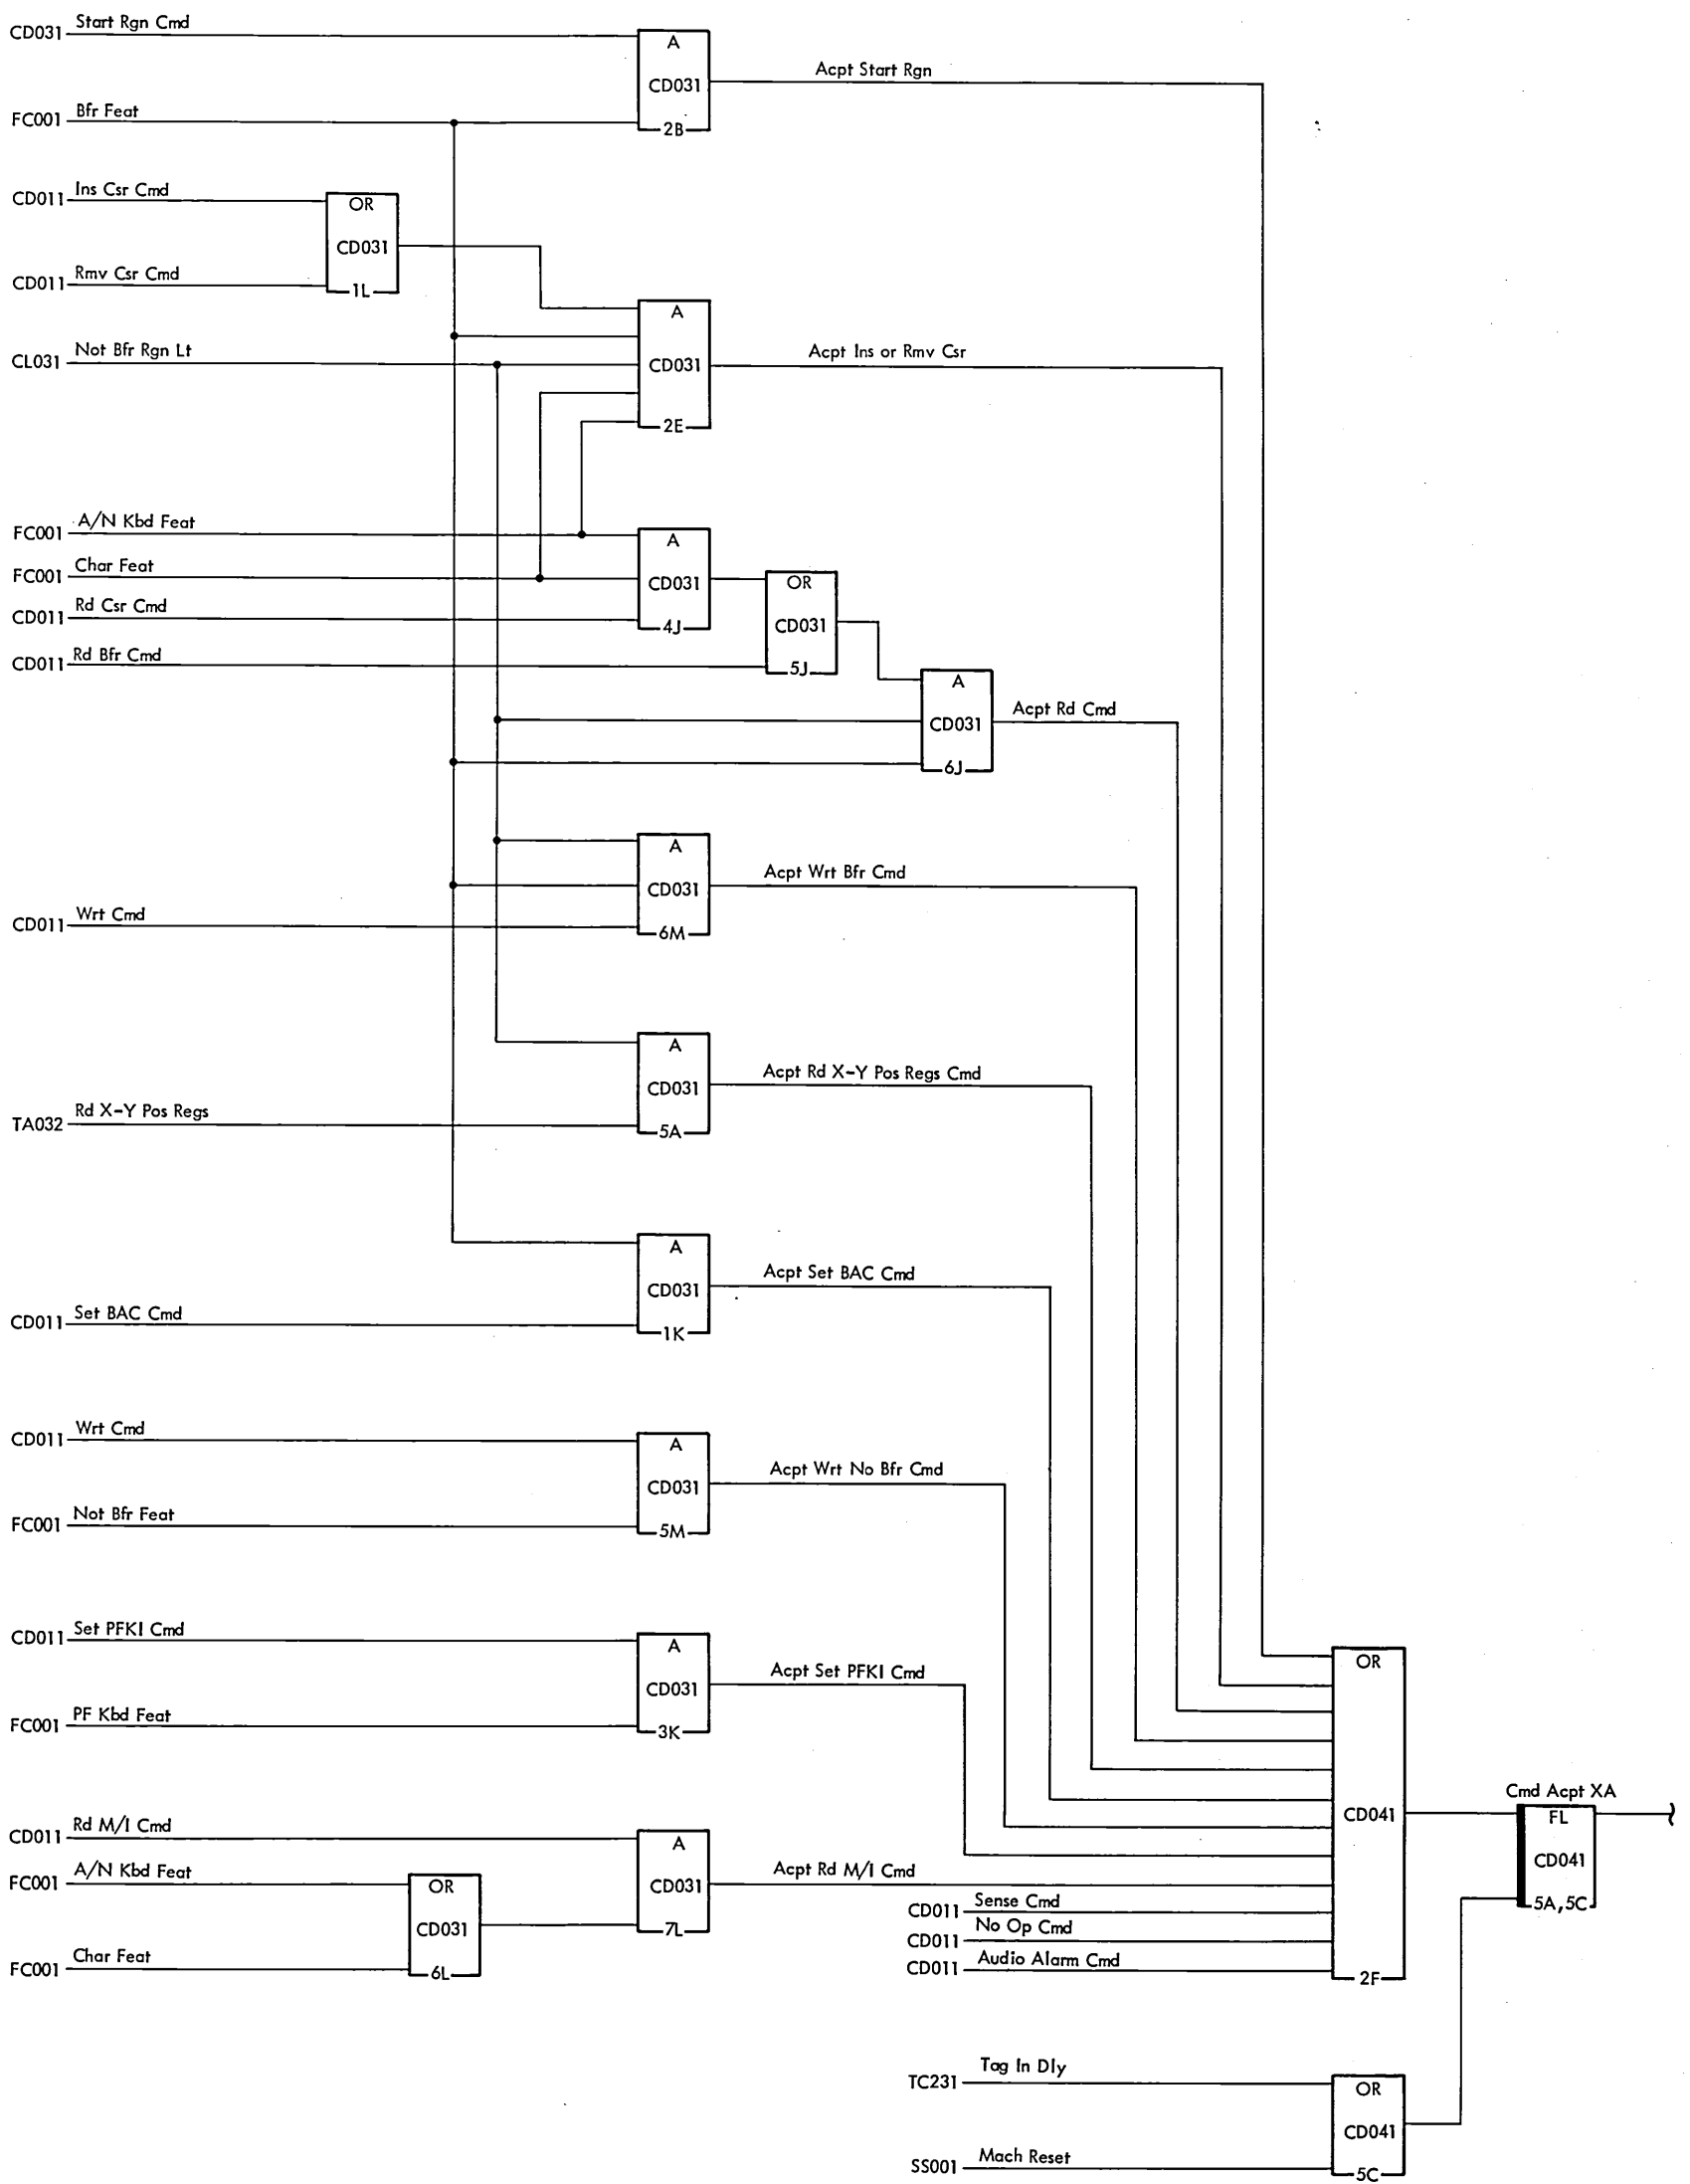 CD031 Start Rgn Cmd
A
CD031
2B
Acpt Start Rgn
FC001 Bfr Feat
CD011 Ins Csr Cmd
OR
CD031
1L
CD011 Rmv Csr Cmd
CL031 Not Bfr Rgn Lt
A
CD031
2E
Acpt Ins or Rmv Csr
FC001 A/N Kbd Feat
FC001 Char Feat
CD011 Rd Csr Cmd
A
CD031
4J
CD011 Rd Bfr Cmd
OR
CD031
5J
A
CD031
6J
Acpt Rd Cmd
A
CD031
6M
Acpt Wrt Bfr Cmd
CD011 Wrt Cmd
A
CD031
5A
Acpt Rd X-Y Pos Regs Cmd
TA032 Rd X-Y Pos Regs
A
CD031
1K
Acpt Set BAC Cmd
CD011 Set BAC Cmd
CD011 Wrt Cmd
A
CD031
5M
Acpt Wrt No Bfr Cmd
FC001 Not Bfr Feat
CD011 Set PFKI Cmd
A
CD031
3K
Acpt Set PFKI Cmd
FC001 PF Kbd Feat
CD011 Rd M/I Cmd
A
CD031
7L
Acpt Rd M/I Cmd
FC001 A/N Kbd Feat
OR
CD031
6L
FC001 Char Feat
CD011 Sense Cmd
CD011 No Op Cmd
CD011 Audio Alarm Cmd
OR
CD041
2F
Cmd Acpt XA
FL
CD041
5A,5C
TC231 Tag In Dly
OR
CD041
5C
SS001 Mach Reset